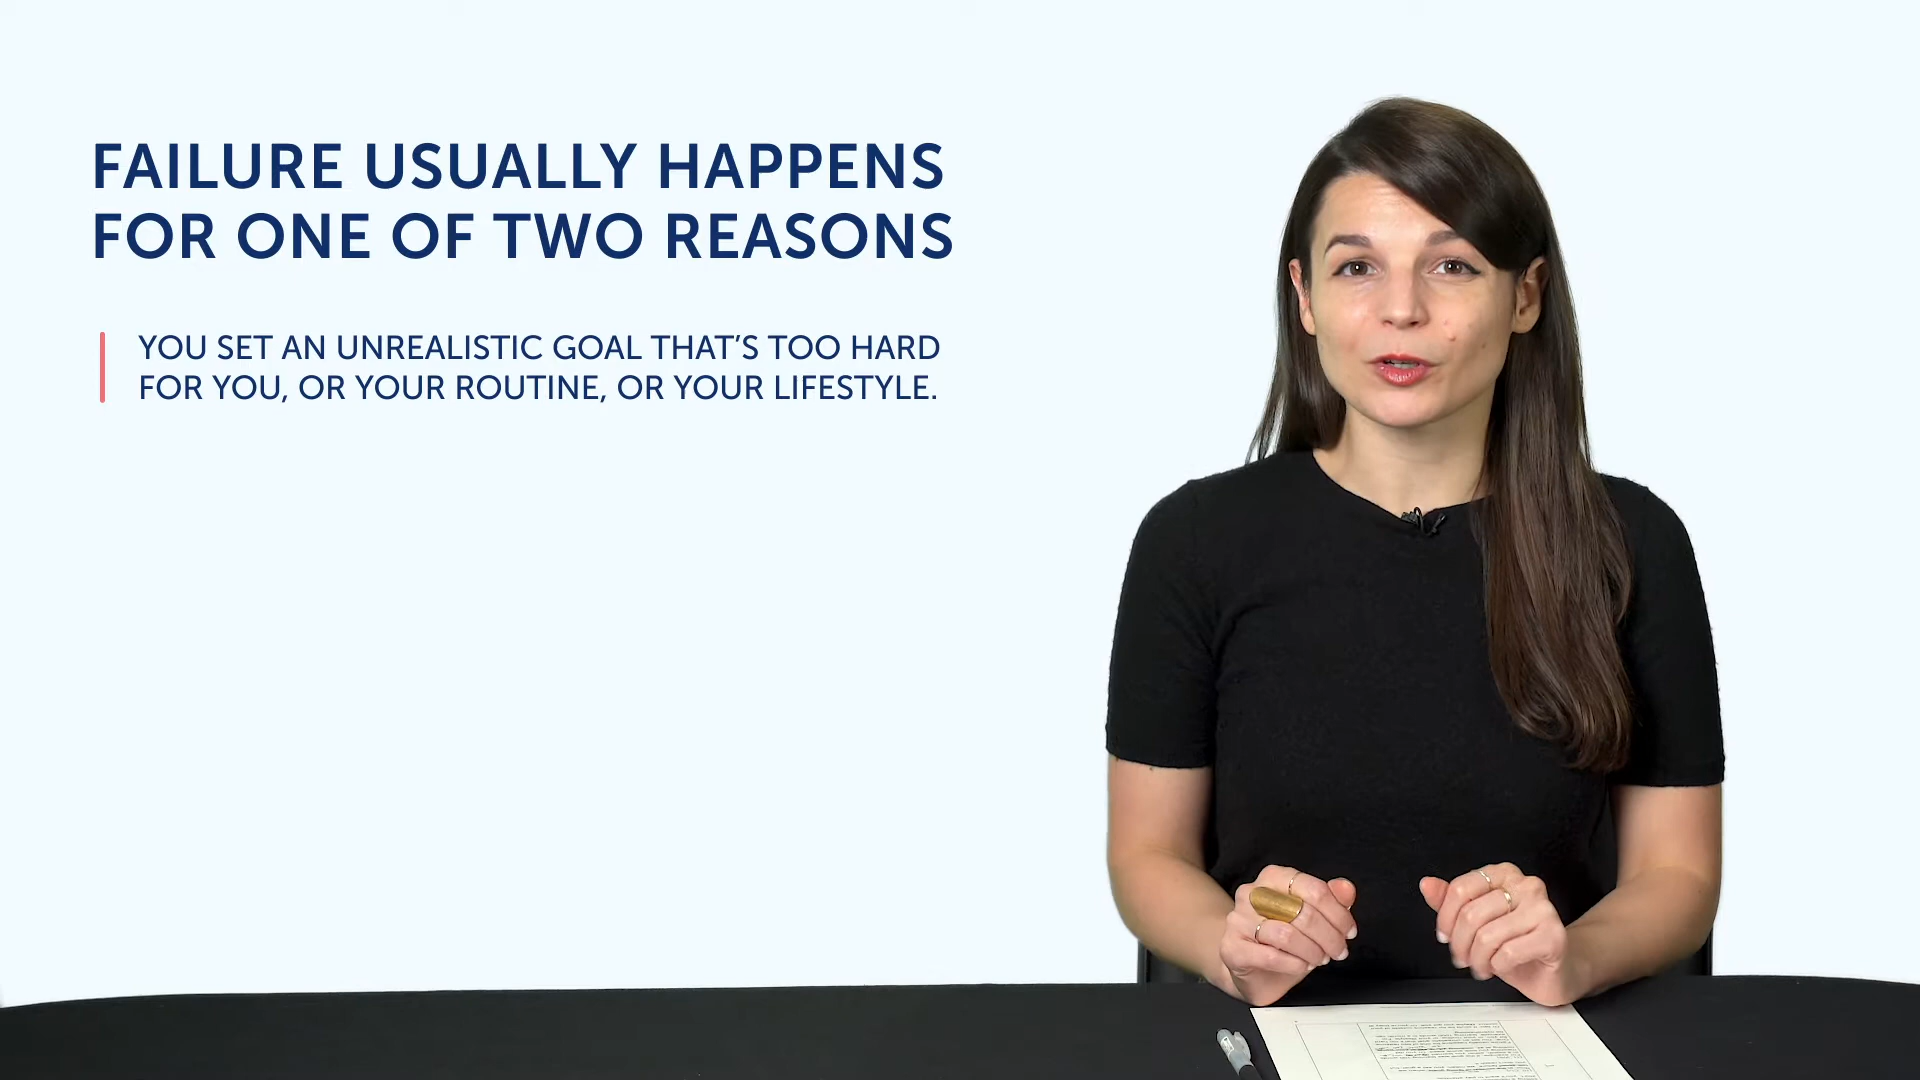 FAILURE USUALLY HAPPENS
FOR ONE OF TWO REASONS
YOU SET AN UNREALISTIC GOAL THAT’S TOO HARD
FOR YOU, OR YOUR ROUTINE, OR YOUR LIFESTYLE.